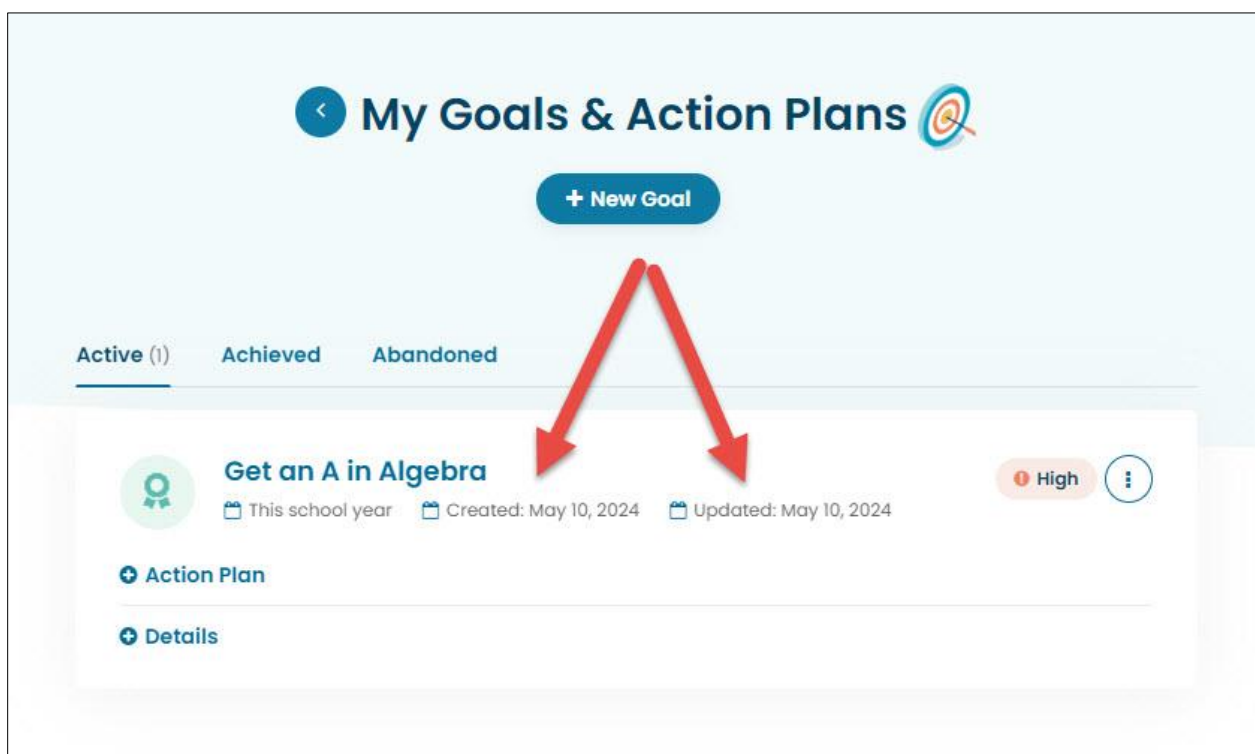 My Goals & Action Plans
+ New Goal
Active (1) Achieved Abandoned
Get an A in Algebra
High
This school year Created: May 10, 2024 Updated: May 10, 2024
Action Plan
Details